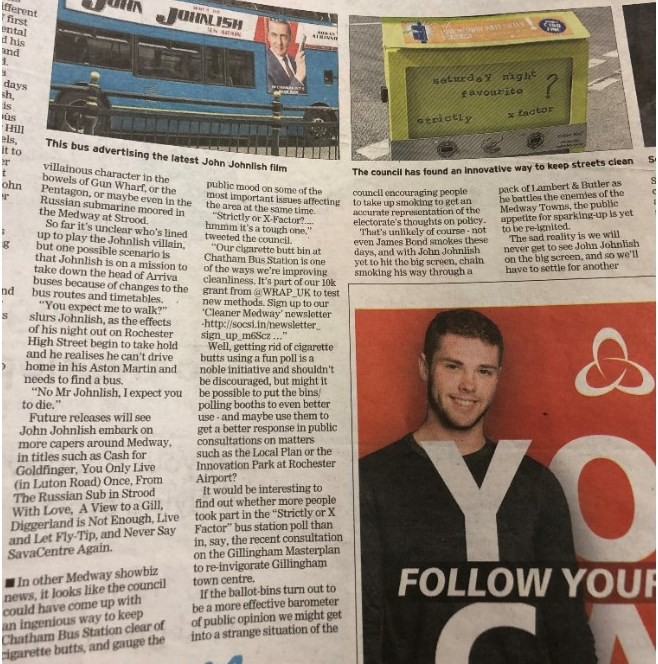 ifferent
first
ental
d his
and
days
sh,
is
Hill
els,
it to
er
t
ohn
JOHN JOHNLISH
This bus advertising the latest John Johnlish film
saturday night
favourite ?
strictly x factor
The council has found an innovative way to keep streets clean
villainous character in the
bowels of Gun Wharf, or the
Pentagon, or maybe even in the
Russian submarine moored in
the Medway at Strood.
So far it's unclear who's lined
up to play the Johnlish villain,
but one possible scenario is
that Johnlish is on a mission to
take down the head of Arriva
buses because of changes to the
bus routes and timetables.
"You expect me to walk?"
slurs Johnlish, as the effects
of his night out on Rochester
High Street begin to take hold
and he realises he can't drive
home in his Aston Martin and
needs to find a bus.
"No Mr Johnlish, I expect you
to die."
Future releases will see
John Johnlish embark on
more capers around Medway,
in titles such as Cash for
Goldfinger, You Only Live
(in Luton Road) Once, From
The Russian Sub in Strood
With Love, A View to a Gill,
Diggerland is Not Enough, Live
and Let Fly-Tip, and Never Say
SavaCentre Again.
■ In other Medway showbiz
news, it looks like the council
could have come up with
an ingenious way to keep
Chatham Bus Station clear of
cigarette butts, and gauge the
public mood on some of the
most important issues affecting
the area at the same time.
"Strictly or X-Factor?....
hmmm it's a tough one,"
tweeted the council.
"Our cigarette butt bin at
Chatham Bus Station is one
of the ways we're improving
cleanliness. It's part of our 10k
grant from @WRAP_UK to test
new methods. Sign up to our
'Cleaner Medway' newsletter
-http://socsi.in/newsletter_
sign_up_m6Scz ..."
Well, getting rid of cigarette
butts using a fun poll is a
noble initiative and shouldn't
be discouraged, but might it
be possible to put the bins/
polling booths to even better
use - and maybe use them to
get a better response in public
consultations on matters
such as the Local Plan or the
Innovation Park at Rochester
Airport?
It would be interesting to
find out whether more people
took part in the "Strictly or X
Factor" bus station poll than
in, say, the recent consultation
on the Gillingham Masterplan
to re-invigorate Gillingham
town centre.
If the ballot-bins turn out to
be a more effective barometer
of public opinion we might get
into a strange situation of the
council encouraging people
to take up smoking to get an
accurate representation of the
electorate's thoughts on policy.
That's unlikely of course - not
even James Bond smokes these
days, and with John Johnlish
yet to hit the big screen, chain
smoking his way through a
pack of Lambert & Butler as
he battles the enemies of the
Medway Towns, the public
appetite for sparking-up is yet
to be re-ignited.
The sad reality is we will
never get to see John Johnlish
on the big screen, and so we'll
have to settle for another
YO
FOLLOW YOUR
CA